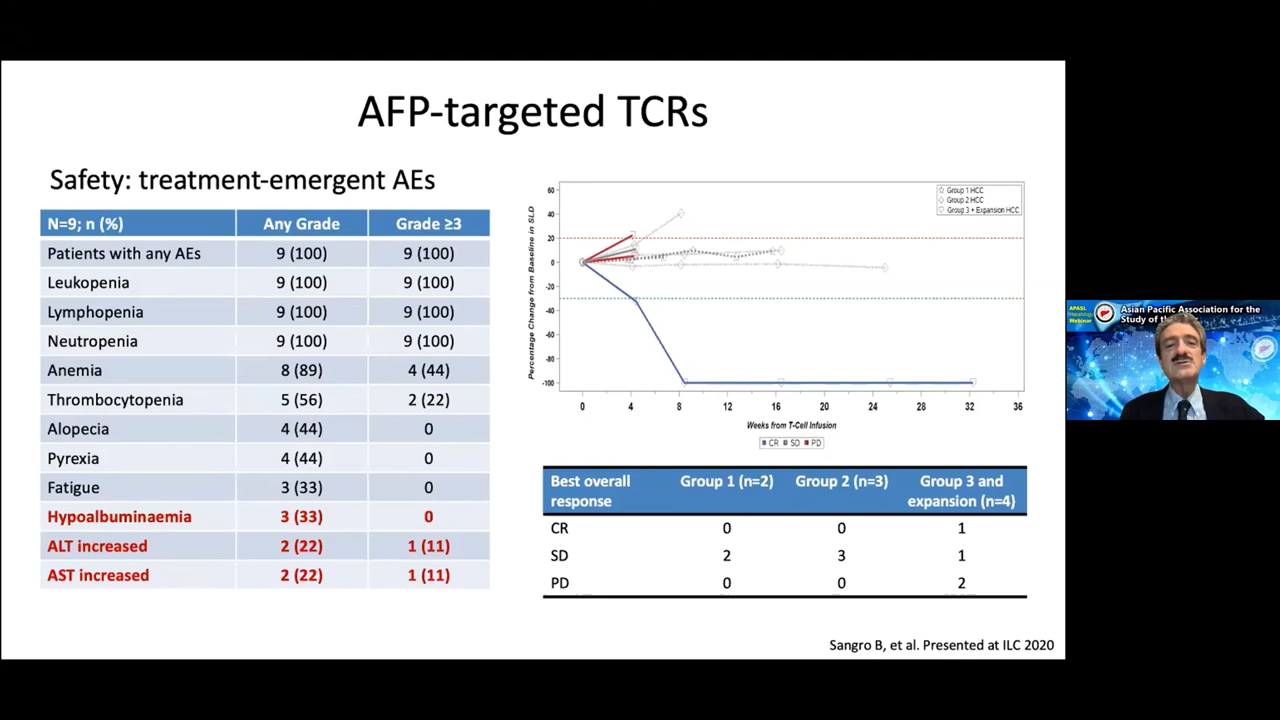 AFP-targeted TCRs
Safety: treatment-emergent AEs
N=9; n (%) Any Grade Grade ≥3
Patients with any AEs 9 (100) 9 (100)
Leukopenia 9 (100) 9 (100)
Lymphopenia 9 (100) 9 (100)
Neutropenia 9 (100) 9 (100)
Anemia 8 (89) 4 (44)
Thrombocytopenia 5 (56) 2 (22)
Alopecia 4 (44) 0
Pyrexia 4 (44) 0
Fatigue 3 (33) 0
Hypoalbuminaemia 3 (33) 0
ALT increased 2 (22) 1 (11)
AST increased 2 (22) 1 (11)
Percentage Change from Baseline in SLD
60
40
20
0
-20
-40
-60
-80
-100
Group 1 HCC
Group 2 HCC
Group 3 + Expansion HCC
0 4 8 12 16 20 24 28 32 36
Weeks from T-Cell Infusion
CR SD PD
Best overall Group 1 (n=2) Group 2 (n=3) Group 3 and
response expansion (n=4)
CR 0 0 1
SD 2 3 1
PD 0 0 2
Sangro B, et al. Presented at ILC 2020
APASL
Hepatology
Webinar
Asian Pacific Association for the
Study of the